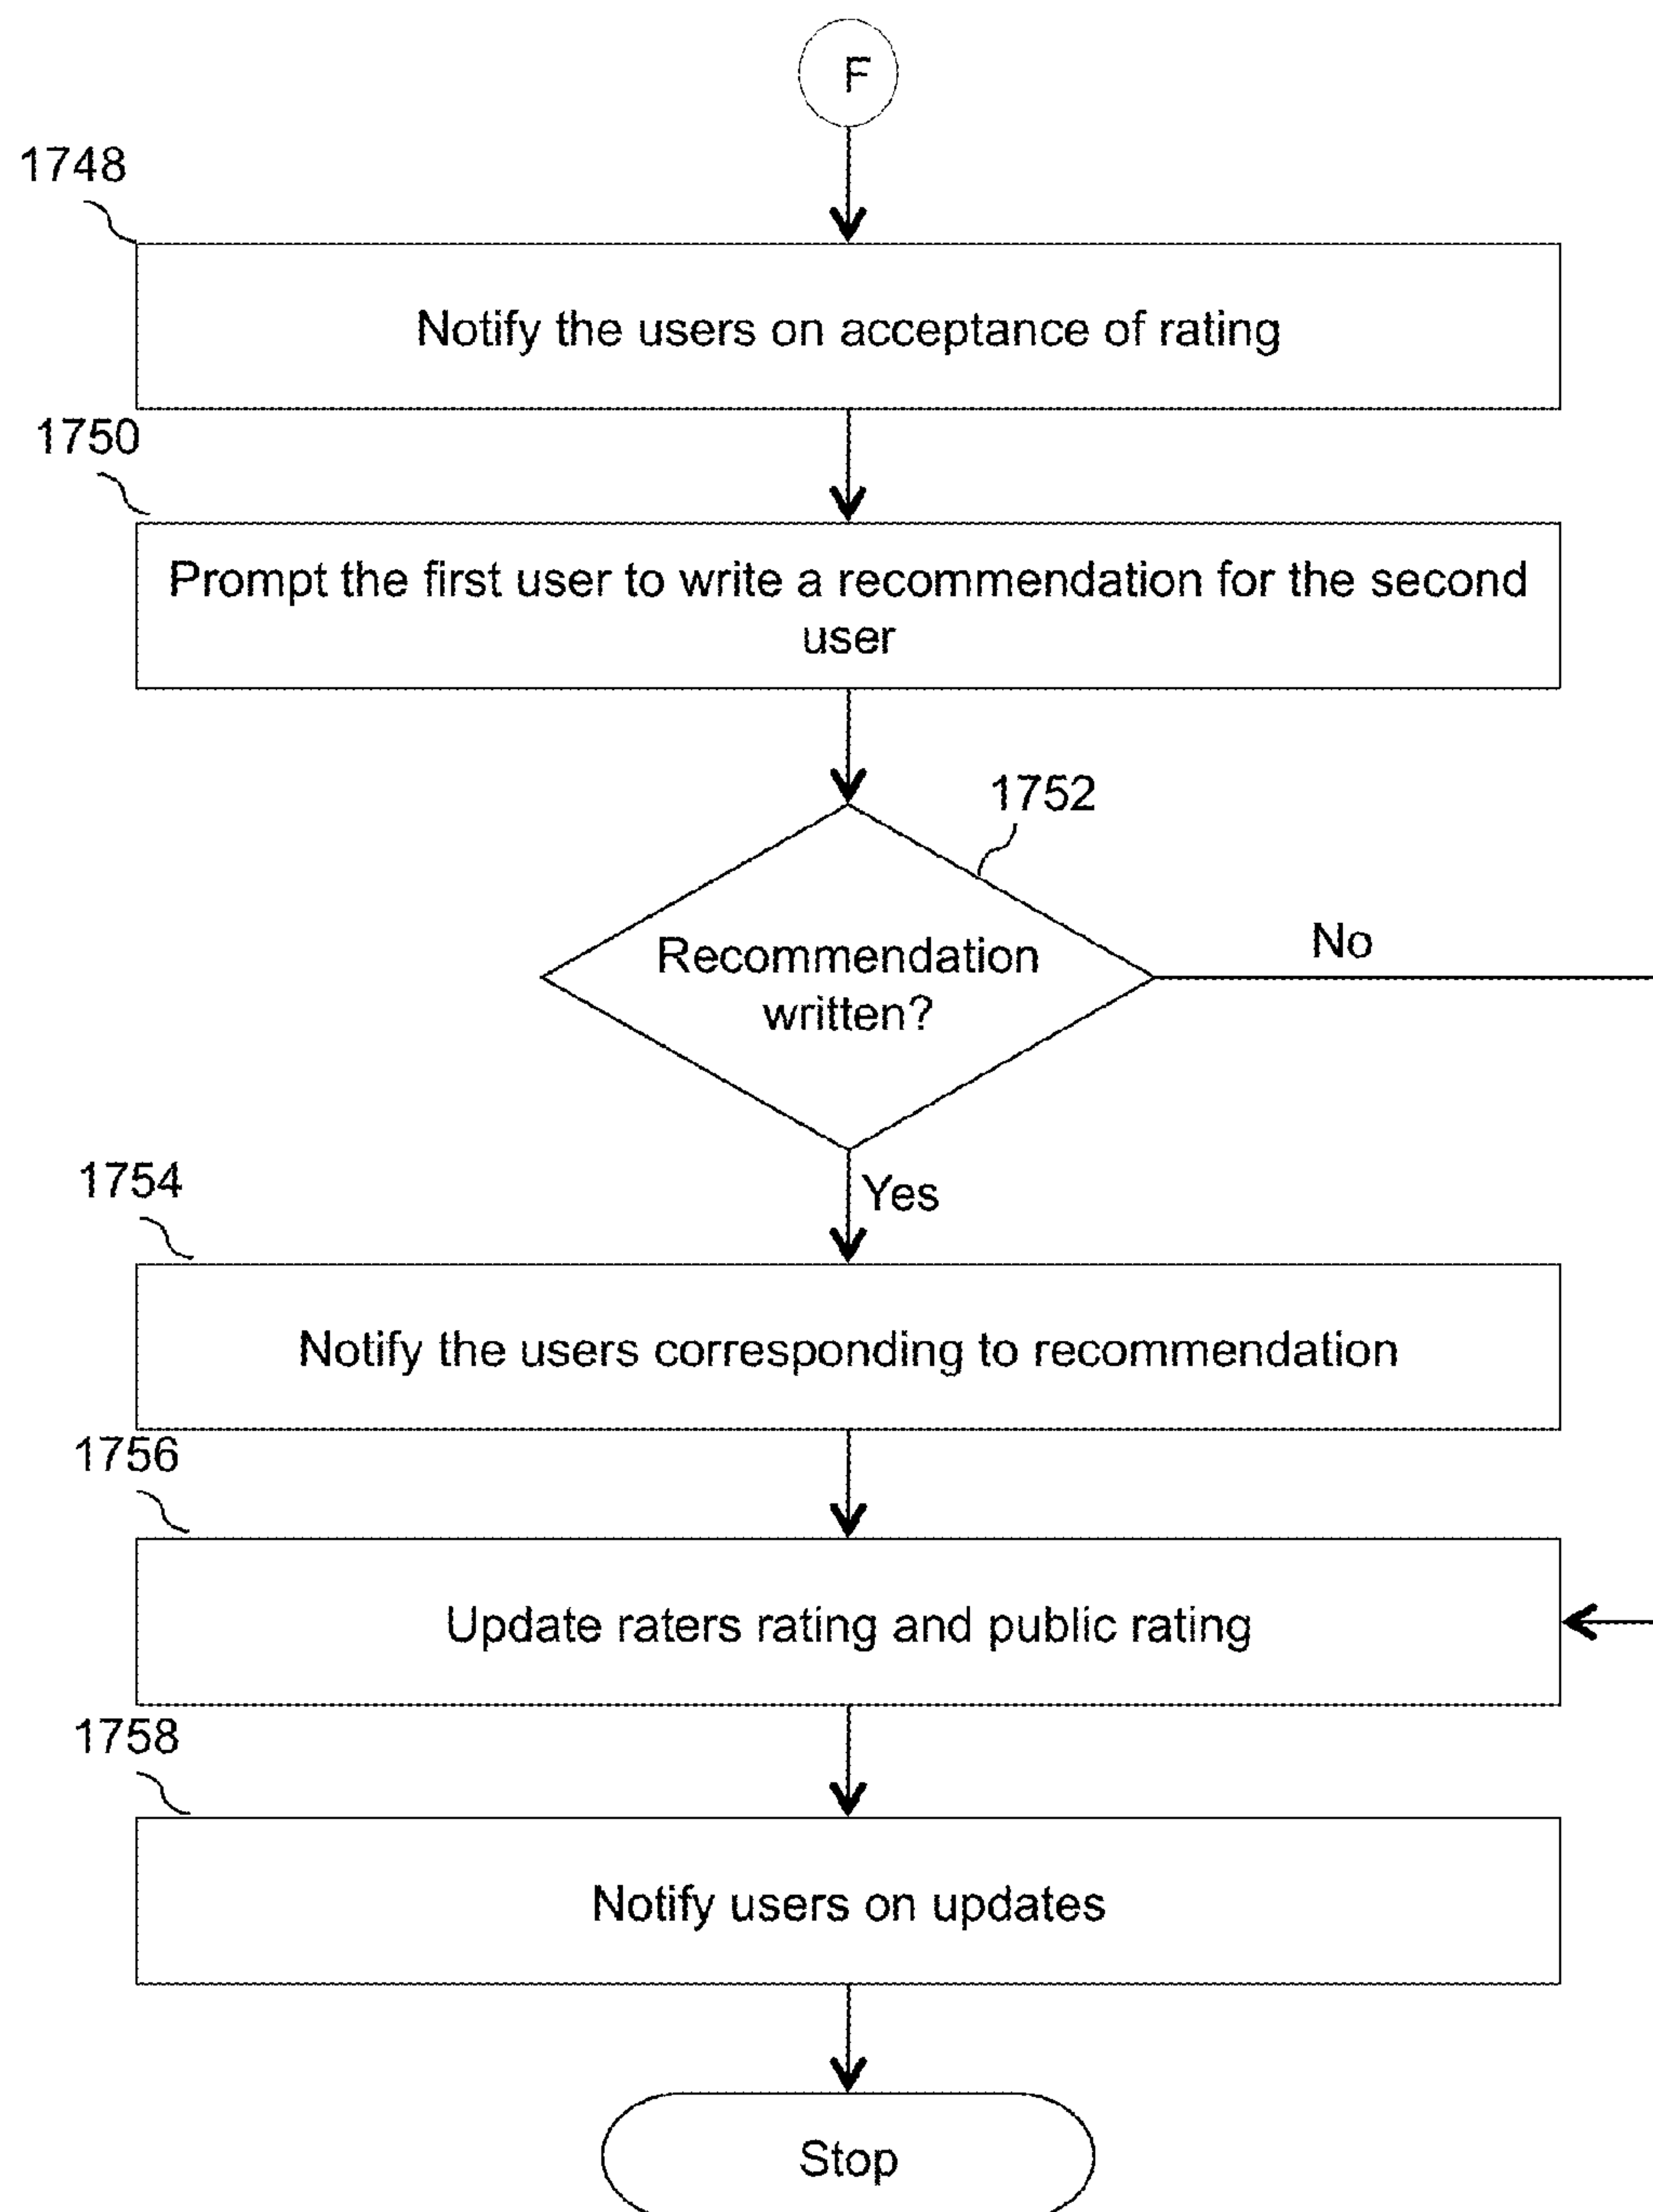 F
1748
Notify the users on acceptance of rating
1750
Prompt the first user to write a recommendation for the second
user
1752
Recommendation
written?
No
Yes
1754
Notify the users corresponding to recommendation
1756
Update raters rating and public rating
1758
Notify users on updates
Stop